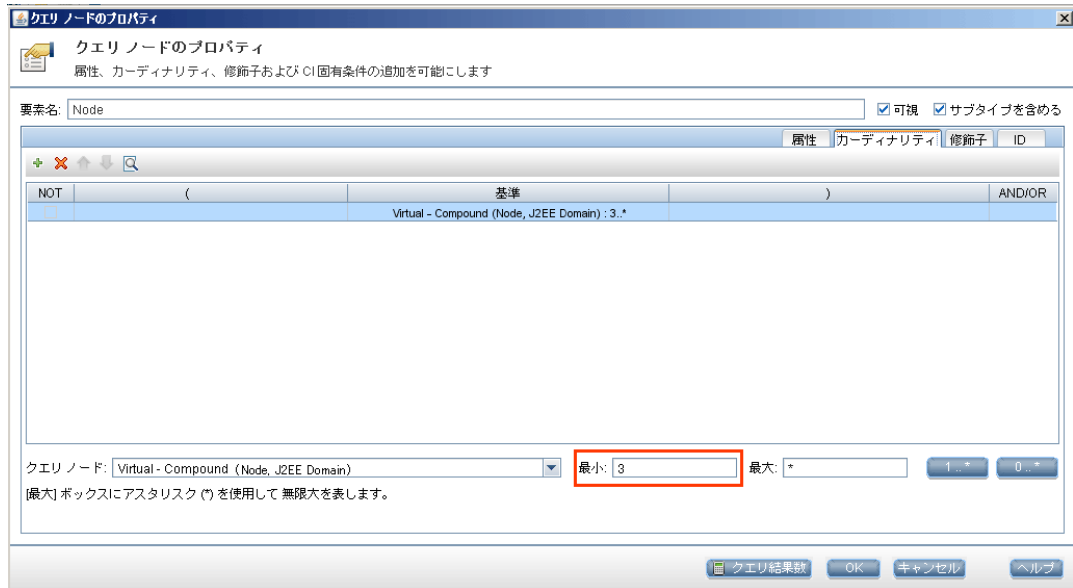 クエリ ノードのプロパティ
クエリ ノードのプロパティ
属性、カーディナリティ、修飾子および CI 固有条件の追加を可能にします
要素名: Node 可視 サブタイプを含める
属性 カーディナリティ 修飾子 ID
NOT ( 基準 ) AND/OR
Virtual - Compound (Node, J2EE Domain) : 3..*
クエリ ノード: Virtual - Compound (Node, J2EE Domain) 最小: 3 最大: * 1..* 0..*
[最大] ボックスにアスタリスク (*) を使用して 無限大を表します。
クエリ結果数 OK キャンセル ヘルプ